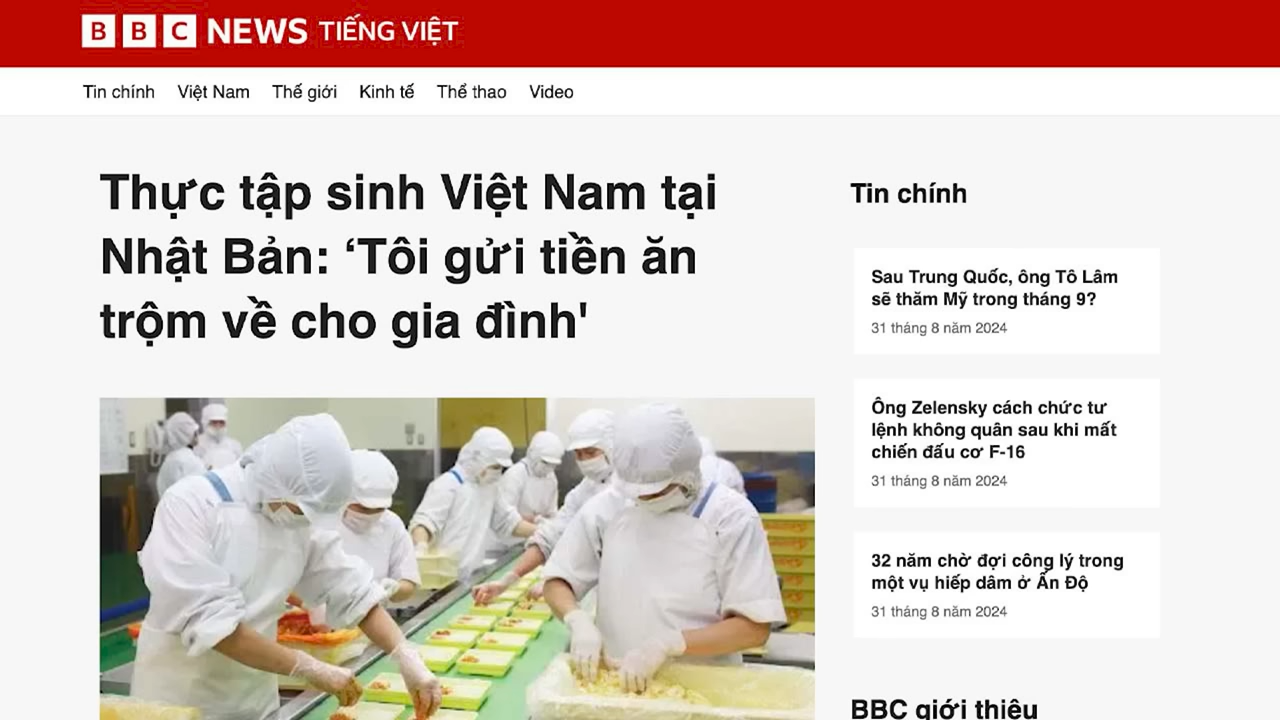 BBC NEWS TIẾNG VIỆT
Tin chính Việt Nam Thế giới Kinh tế Thể thao Video
Thực tập sinh Việt Nam tại
Nhật Bản: ‘Tôi gửi tiền ăn
trộm về cho gia đình'
Tin chính
Sau Trung Quốc, ông Tô Lâm
sẽ thăm Mỹ trong tháng 9?
31 tháng 8 năm 2024
Ông Zelensky cách chức tư
lệnh không quân sau khi mất
chiến đấu cơ F-16
31 tháng 8 năm 2024
32 năm chờ đợi công lý trong
một vụ hiếp dâm ở Ấn Độ
31 tháng 8 năm 2024
BBC giới thiệu